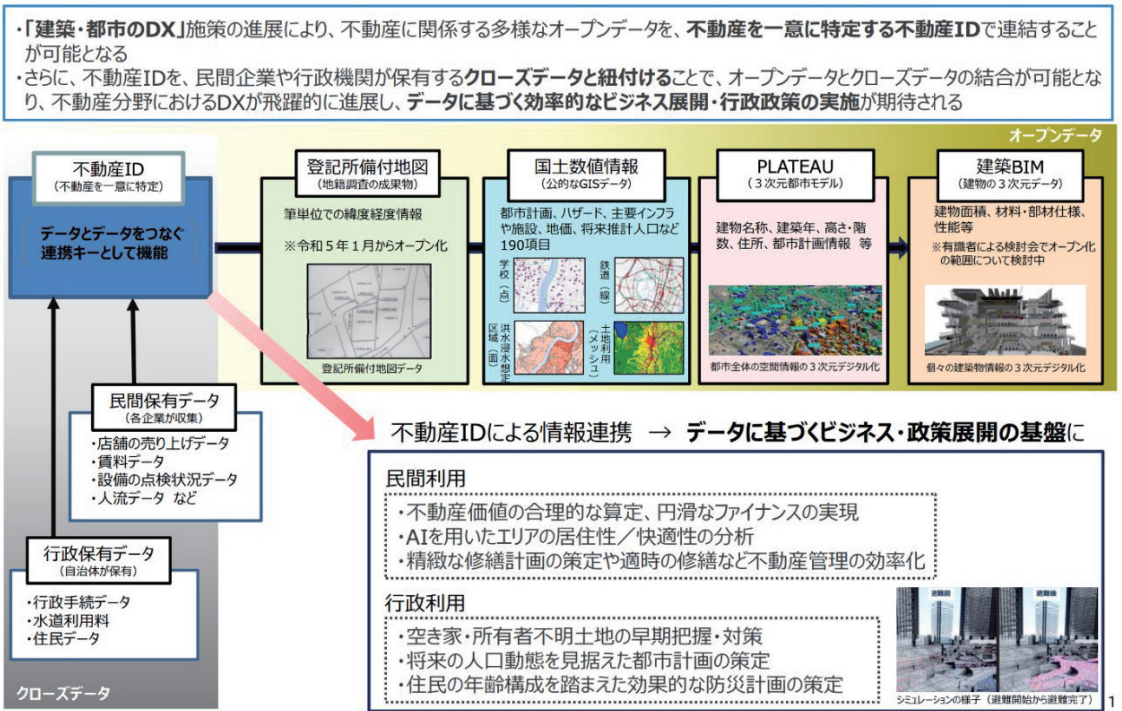 ・「建築・都市のDX」施策の進展により、不動産に関係する多様なオープンデータを、不動産を一意に特定する不動産IDで連結すること
が可能となる
・さらに、不動産IDを、民間企業や行政機関が保有するクローズデータと紐付けることで、オープンデータとクローズデータの結合が可能とな
り、不動産分野におけるDXが飛躍的に進展し、データに基づく効率的なビジネス展開・行政政策の実施が期待される
オープンデータ
不動産ID
(不動産を一意に特定)
データとデータをつなぐ
連携キーとして機能
登記所備付地図
(地籍調査の成果物)
筆単位での緯度経度情報
※令和5年1月からオープン化
登記所備付地図データ
国土数値情報
(公的なGISデータ)
都市計画、ハザード、主要インフラ
や施設、地価、将来推計人口など
190項目
学校(点)
鉄道(線)
洪水浸水想定
区域(面)
土地利用
(メッシュ)
PLATEAU
(3次元都市モデル)
建物名称、建築年、高さ・階
数、住所、都市計画情報 等
都市全体の空間情報の3次元デジタル化
建築BIM
(建物の3次元データ)
建物面積、材料・部材仕様、
性能等
※有識者による検討会でオープン化
の範囲について検討中
個々の建築物情報の3次元デジタル化
民間保有データ
(各企業が収集)
・店舗の売り上げデータ
・賃料データ
・設備の点検状況データ
・人流データ など
行政保有データ
(自治体が保有)
・行政手続データ
・水道利用料
・住民データ
クローズデータ
不動産IDによる情報連携 → データに基づくビジネス・政策展開の基盤に
民間利用
・不動産価値の合理的な算定、円滑なファイナンスの実現
・AIを用いたエリアの居住性/快適性の分析
・精緻な修繕計画の策定や適時の修繕など不動産管理の効率化
行政利用
・空き家・所有者不明土地の早期把握・対策
・将来の人口動態を見据えた都市計画の策定
・住民の年齢構成を踏まえた効果的な防災計画の策定
避難前
避難後
シミュレーションの様子(避難開始から避難完了)
1